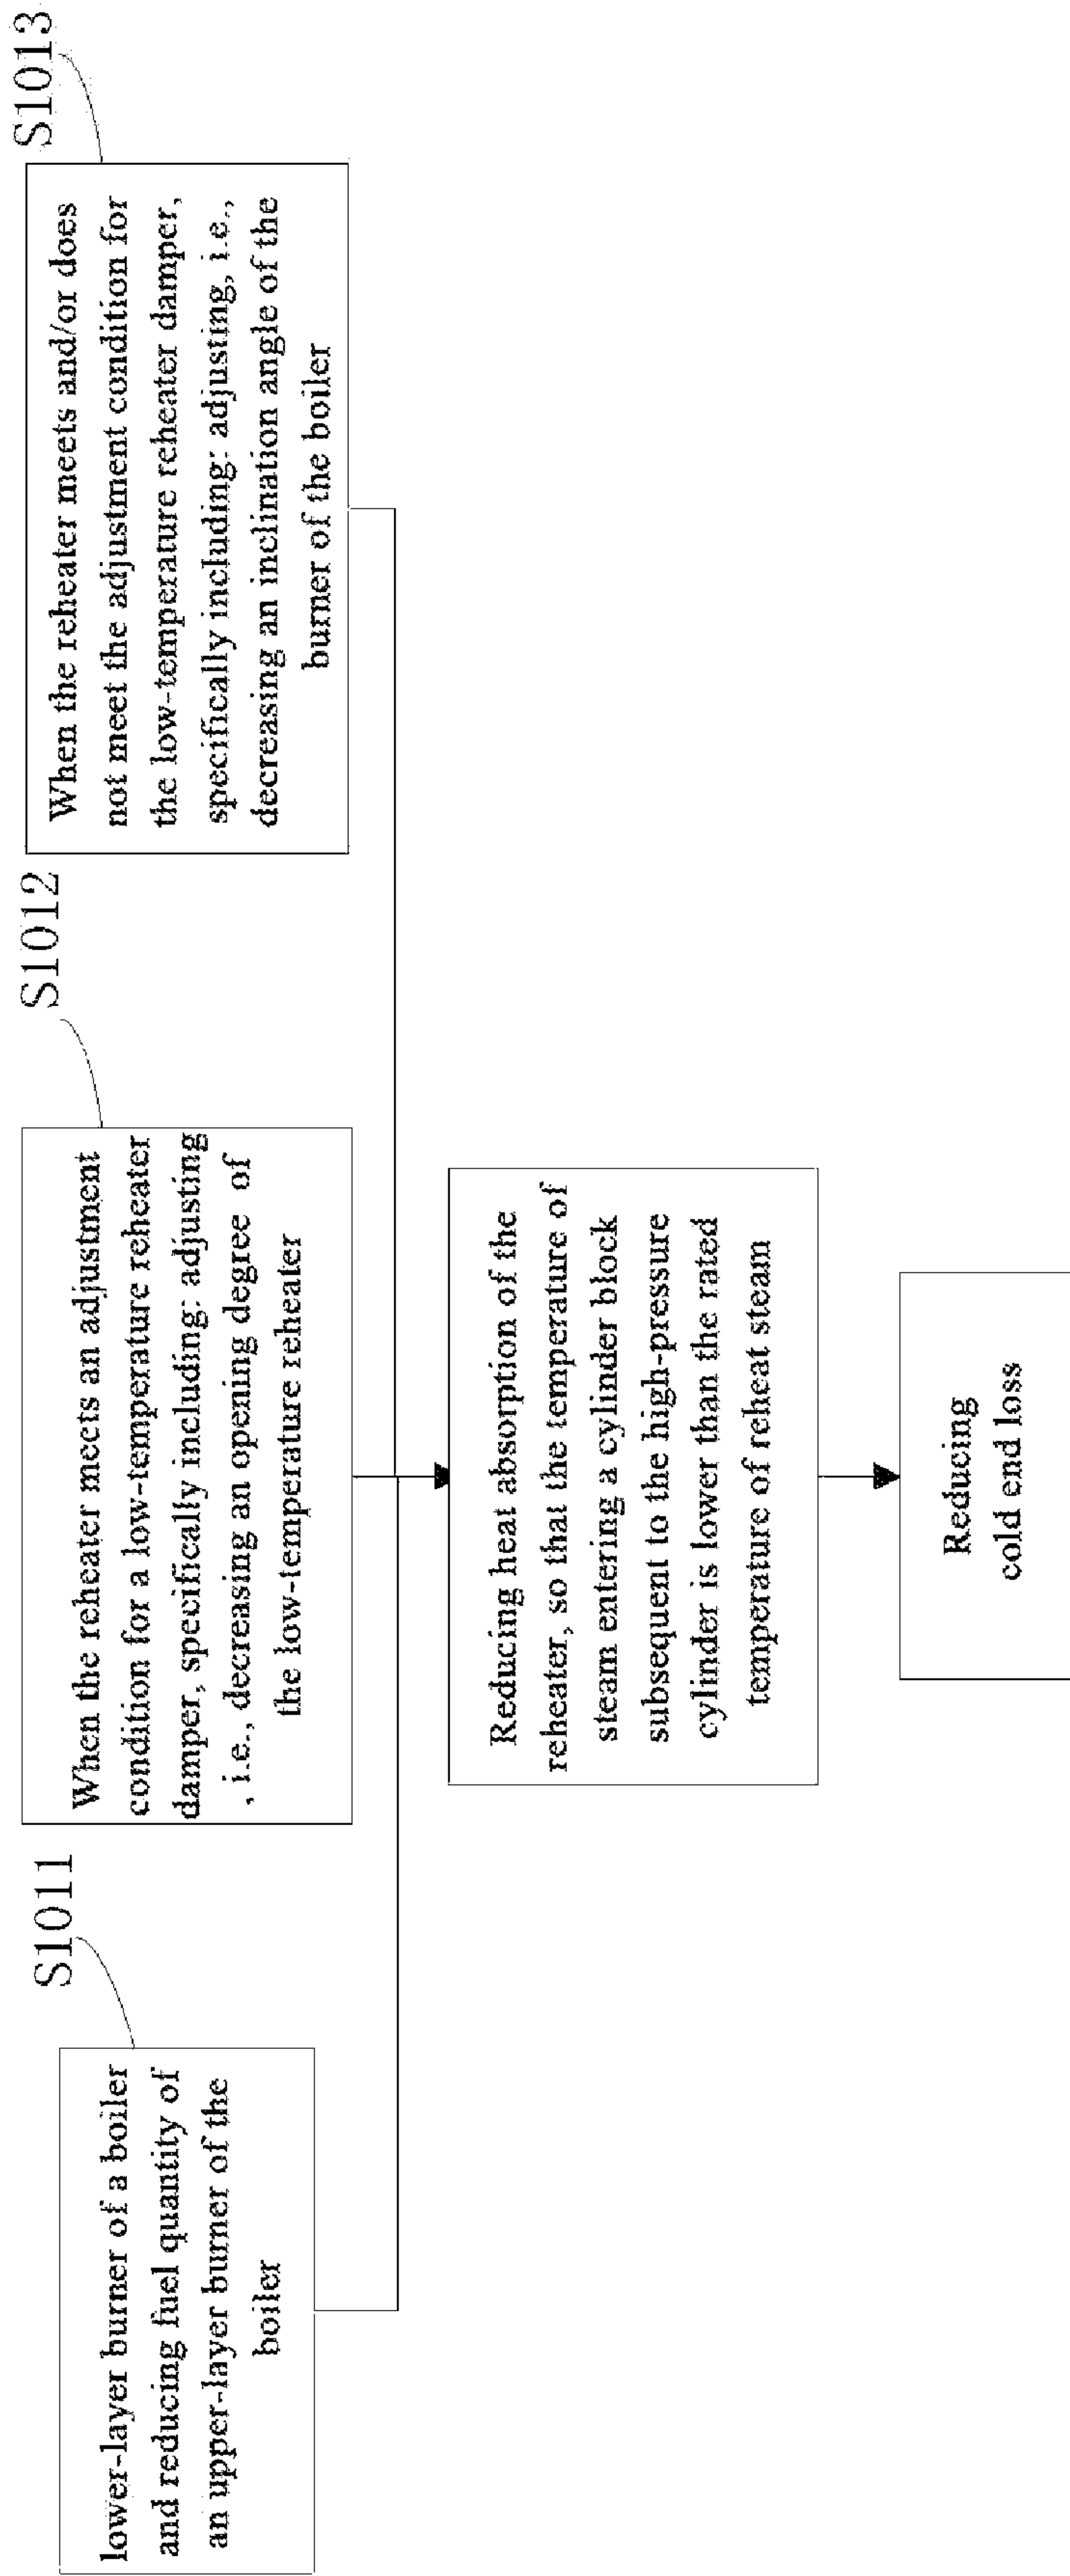 S1011
lower-layer burner of a boiler
and reducing fuel quantity of
an upper-layer burner of the
boiler
S1012
When the reheater meets an adjustment
condition for a low-temperature reheater
damper, specifically including: adjusting
, i.e., decreasing an opening degree of
the low-temperature reheater
S1013
When the reheater meets and/or does
not meet the adjustment condition for
the low-temperature reheater damper,
specifically including: adjusting, i.e.,
decreasing an inclination angle of the
burner of the boiler
Reducing heat absorption of the
reheater, so that the temperature of
steam entering a cylinder block
subsequent to the high-pressure
cylinder is lower than the rated
temperature of reheat steam
Reducing
cold end loss